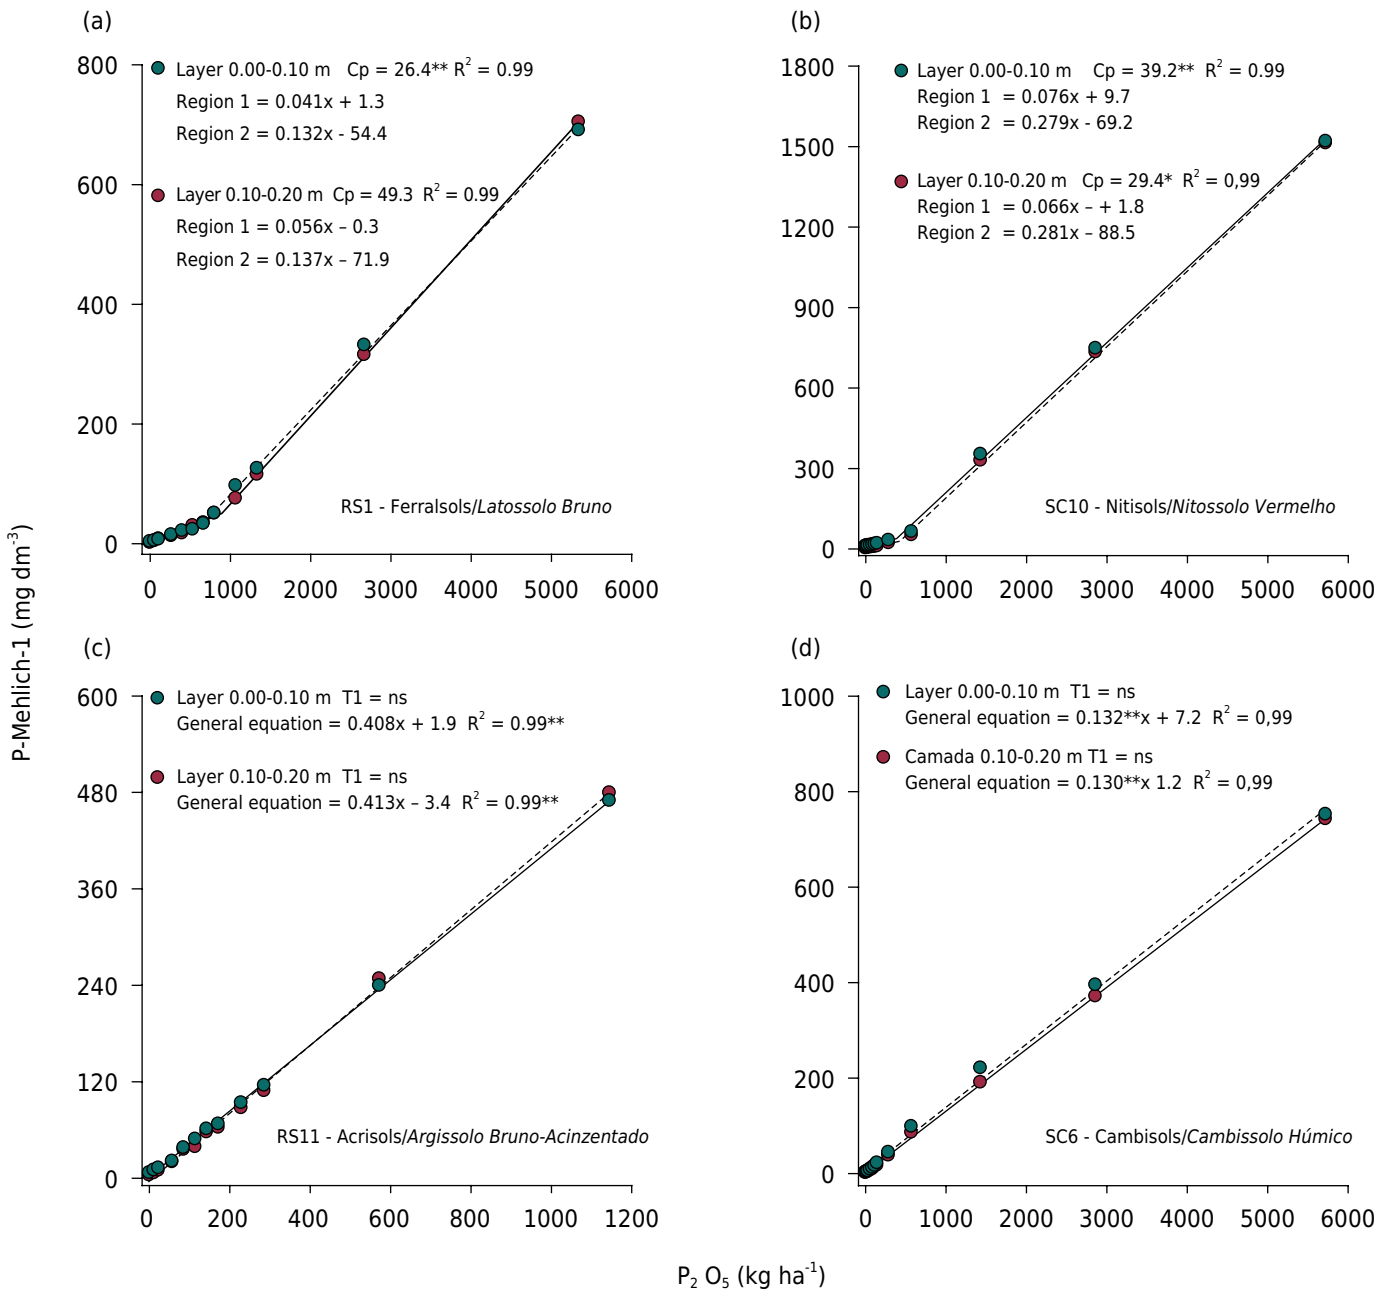 (a)
800
600
400
200
0
0 1000 2000 3000 4000 5000 6000
Layer 0.00-0.10 m Cp = 26.4** R² = 0.99
Region 1 = 0.041x + 1.3
Region 2 = 0.132x - 54.4
Layer 0.10-0.20 m Cp = 49.3 R² = 0.99
Region 1 = 0.056x – 0.3
Region 2 = 0.137x – 71.9
RS1 - Ferralsols/Latossolo Bruno
(b)
1800
1500
1200
900
600
300
0
0 1000 2000 3000 4000 5000 6000
Layer 0.00-0.10 m Cp = 39.2** R² = 0.99
Region 1 = 0.076x + 9.7
Region 2 = 0.279x - 69.2
Layer 0.10-0.20 m Cp = 29.4* R² = 0,99
Region 1 = 0.066x – + 1.8
Region 2 = 0.281x – 88.5
SC10 - Nitisols/Nitossolo Vermelho
(c)
600
480
360
240
120
0
0 200 400 600 800 1000 1200
Layer 0.00-0.10 m T1 = ns
General equation = 0.408x + 1.9 R² = 0.99**
Layer 0.10-0.20 m T1 = ns
General equation = 0.413x – 3.4 R² = 0.99**
RS11 - Acrisols/Argissolo Bruno-Acinzentado
(d)
1000
800
600
400
200
0
0 1000 2000 3000 4000 5000 6000
Layer 0.00-0.10 m T1 = ns
General equation = 0.132**x + 7.2 R² = 0,99
Camada 0.10-0.20 m T1 = ns
General equation = 0.130**x 1.2 R² = 0,99
SC6 - Cambisols/Cambissolo Húmico
P-Mehlich-1 (mg dm⁻³)
P₂ O₅ (kg ha⁻¹)